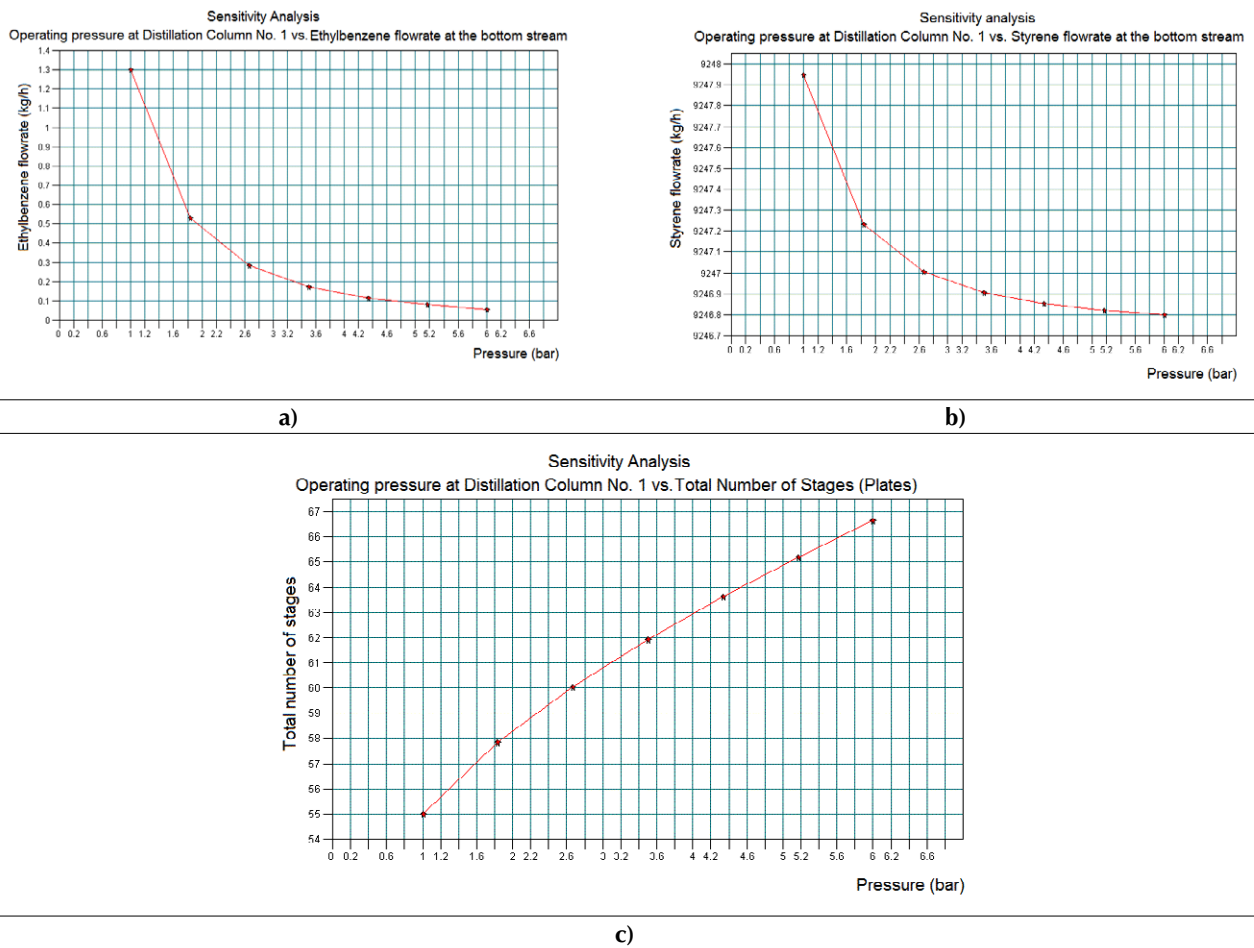 Sensitivity Analysis
Operating pressure at Distillation Column No. 1 vs. Ethylbenzene flowrate at the bottom stream
Ethylbenzene flowrate (kg/h)
1.4
1.3
1.2
1.1
1
0.9
0.8
0.7
0.6
0.5
0.4
0.3
0.2
0.1
0
0 0.2 0.6 1 1.2 1.6 2 2.2 2.6 3 3.2 3.6 4 4.2 4.6 5 5.2 5.6 6 6.2 6.6
Pressure (bar)
a)
Sensitivity analysis
Operating pressure at Distillation Column No. 1 vs. Styrene flowrate at the bottom stream
Styrene flowrate (kg/h)
9248
9247.9
9247.8
9247.7
9247.6
9247.5
9247.4
9247.3
9247.2
9247.1
9247
9246.9
9246.8
9246.7
0 0.2 0.6 1 1.2 1.6 2 2.2 2.6 3 3.2 3.6 4 4.2 4.6 5 5.2 5.6 6 6.2 6.6
Pressure (bar)
b)
Sensitivity Analysis
Operating pressure at Distillation Column No. 1 vs. Total Number of Stages (Plates)
Total number of stages
67
66
65
64
63
62
61
60
59
58
57
56
55
54
0 0.2 0.6 1 1.2 1.6 2 2.2 2.6 3 3.2 3.6 4 4.2 4.6 5 5.2 5.6 6 6.2 6.6
Pressure (bar)
c)